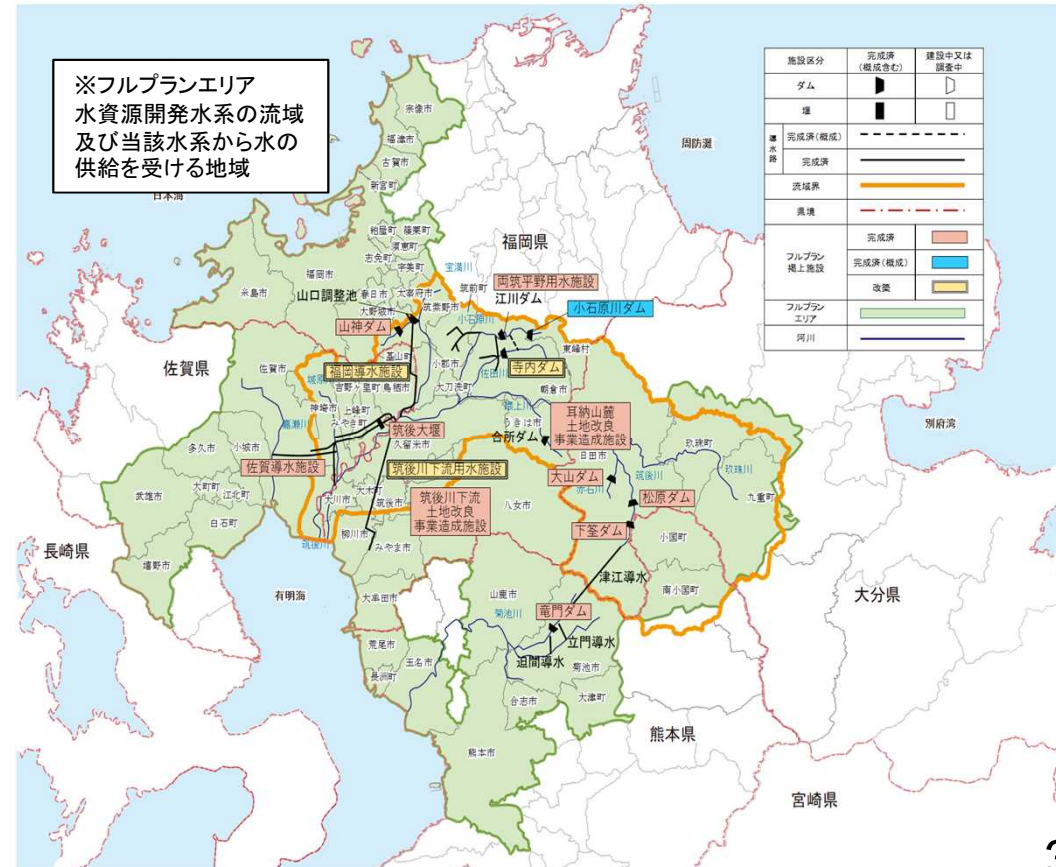 ※フルプランエリア
水資源開発水系の流域
及び当該水系から水の
供給を受ける地域
日本海
周防灘
別府湾
有明海
福岡県
佐賀県
長崎県
大分県
熊本県
宮崎県
施設区分
完成済
(概成含む)
建設中又は
調査中
ダム
堰
導水路
完成済(概成)
完成済
流域界
県境
フルプラン
掲上施設
完成済
完成済(概成)
改築
フルプラン
エリア
河川
宗像市
福津市
古賀市
新宮町
粕屋町
篠栗町
須恵町
志免町
宇美町
福岡市
糸島市
山口調整池
春日市
太宰府市
大野城市
筑紫野市
宝満川
筑前町
両筑平野用水施設
江川ダム
小石原川ダム
小石原川
山神ダム
基山町
福岡導水施設
小郡市
佐田川
寺内ダム
東峰村
朝倉市
佐賀市
城原川
吉野ヶ里町
鳥栖市
大刀洗町
神埼市
上峰町
みやき町
嘉瀬川
筑後大堰
久留米市
隈上川
うきは市
合所ダム
耳納山麓
土地改良
事業造成施設
日田市
玖珠町
玖珠川
筑後川
九重町
多久市
小城市
佐賀導水施設
筑後川下流用水施設
大山ダム
赤石川
松原ダム
武雄市
大町町
江北町
白石町
大川市
大木町
筑後市
筑後川下流
土地改良
事業造成施設
八女市
下筌ダム
小国町
柳川市
筑後川
みやま市
嬉野市
津江導水
南小国町
大牟田市
山鹿市
菊池川
竜門ダム
立門導水
迫間導水
菊池市
荒尾市
玉名市
長洲町
合志市
大津町
熊本市